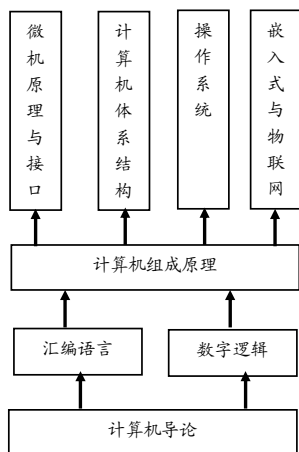 微机原理与接口
计算机体系结构
操作系统
嵌入式与物联网
计算机组成原理
汇编语言
数字逻辑
计算机导论